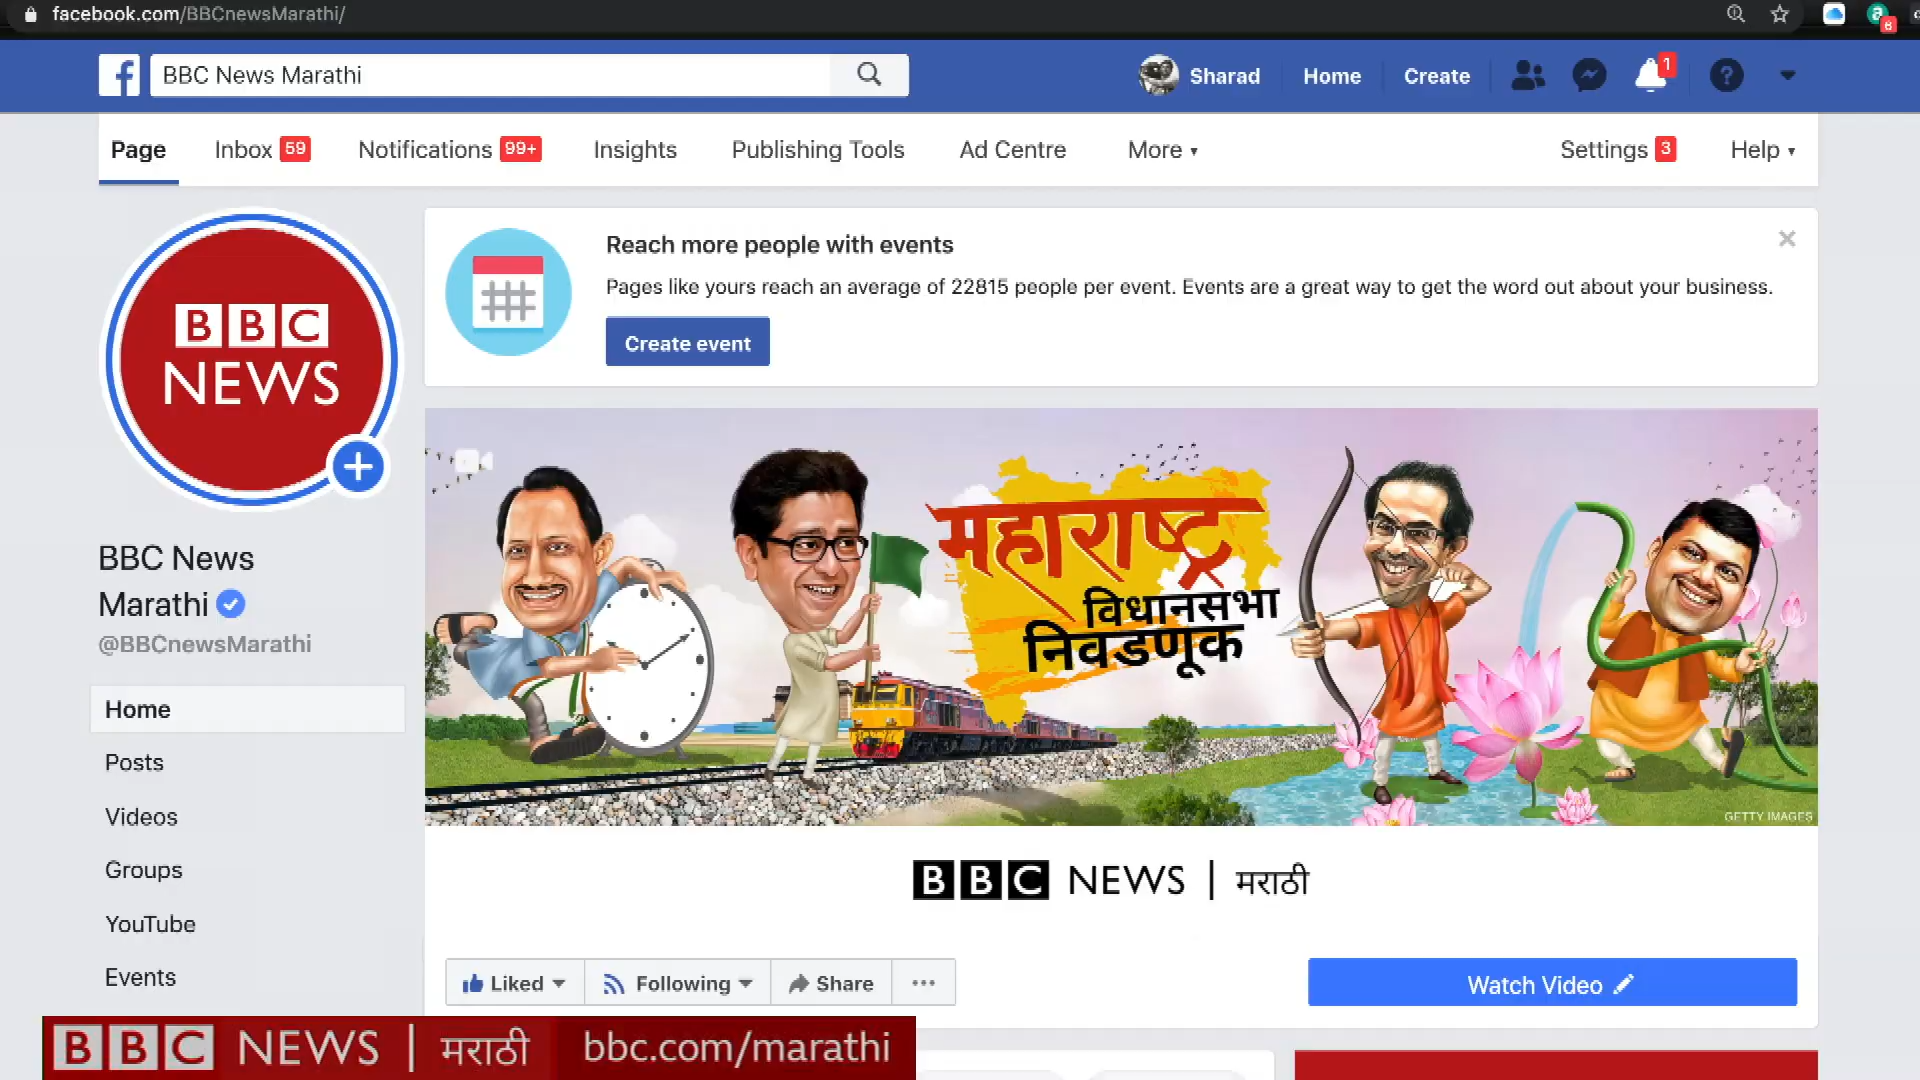 facebook.com/BBCnewsMarathi/
BBC News Marathi
Sharad
Home
Create
1
Page
Inbox 59
Notifications 99+
Insights
Publishing Tools
Ad Centre
More
Settings 3
Help
BBC
NEWS
Reach more people with events
Pages like yours reach an average of 22815 people per event. Events are a great way to get the word out about your business.
Create event
BBC News
Marathi
@BBCnewsMarathi
Home
Posts
Videos
Groups
YouTube
Events
महाराष्ट्र
विधानसभा
निवडणूक
GETTY IMAGES
BBC NEWS | मराठी
Liked
Following
Share
Watch Video
BBC NEWS | मराठी bbc.com/marathi